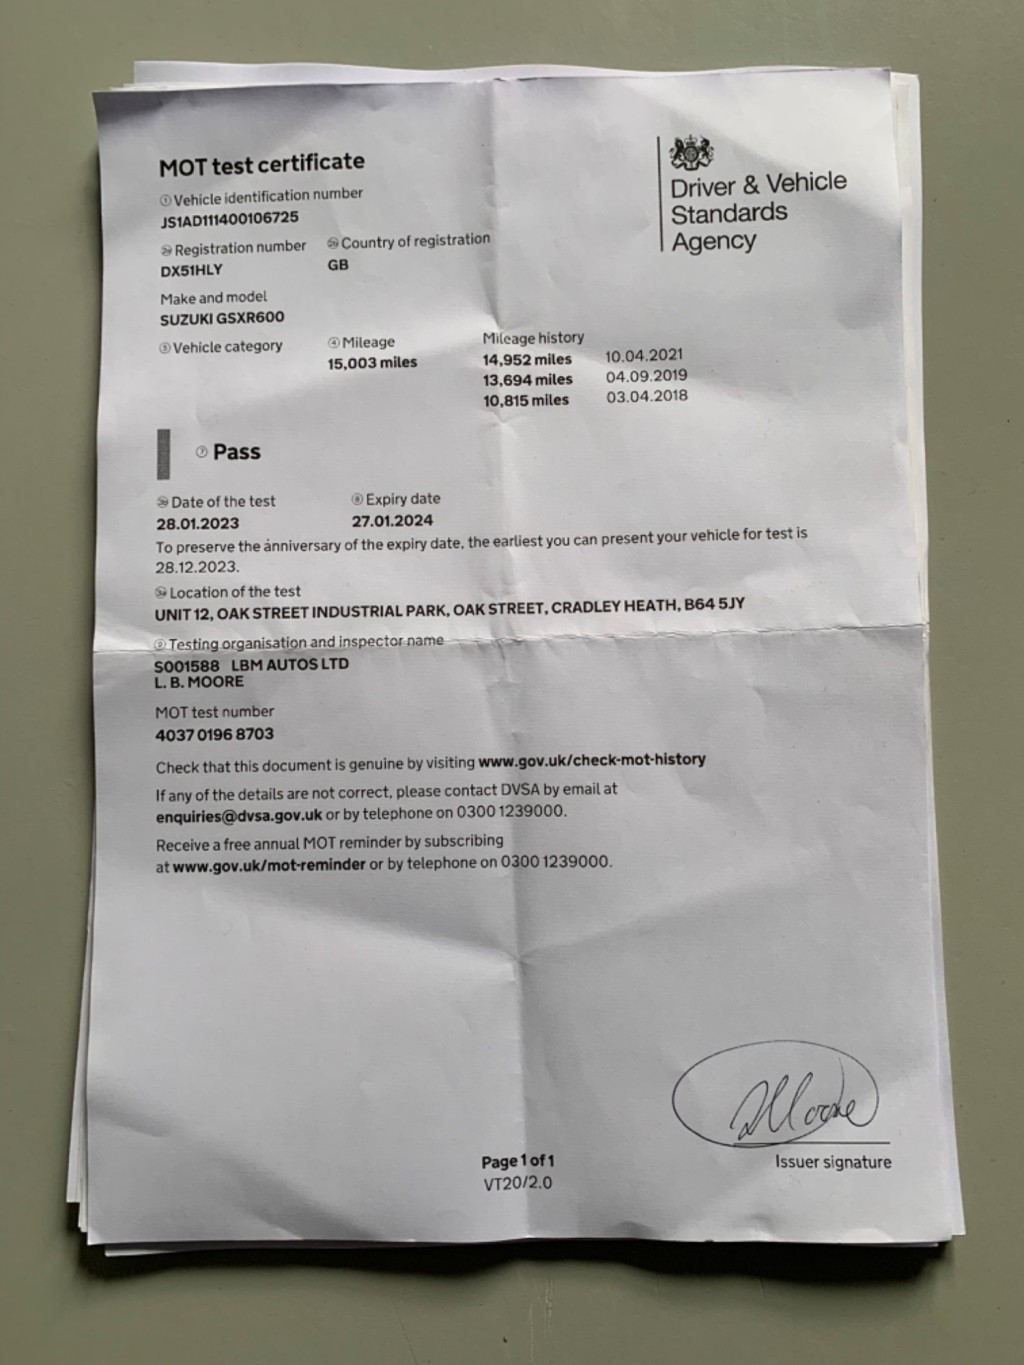 MOT test certificate
① Vehicle identification number
JS1AD111400106725
Registration number
DX51HLY
Country of registration
GB
Make and model
SUZUKI GSXR600
⑤ Vehicle category
④ Mileage
15,003 miles
Mileage history
14,952 miles 10.04.2021
13,694 miles 04.09.2019
10,815 miles 03.04.2018
Driver & Vehicle
Standards
Agency
⑦ Pass
Date of the test
28.01.2023
⑧ Expiry date
27.01.2024
To preserve the anniversary of the expiry date, the earliest you can present your vehicle for test is
28.12.2023.
Location of the test
UNIT 12, OAK STREET INDUSTRIAL PARK, OAK STREET, CRADLEY HEATH, B64 5JY
Testing organisation and inspector name
S001588 LBM AUTOS LTD
L. B. MOORE
MOT test number
4037 0196 8703
Check that this document is genuine by visiting www.gov.uk/check-mot-history
If any of the details are not correct, please contact DVSA by email at
enquiries@dvsa.gov.uk or by telephone on 0300 1239000.
Receive a free annual MOT reminder by subscribing
at www.gov.uk/mot-reminder or by telephone on 0300 1239000.
Issuer signature
Page 1 of 1
VT20/2.0